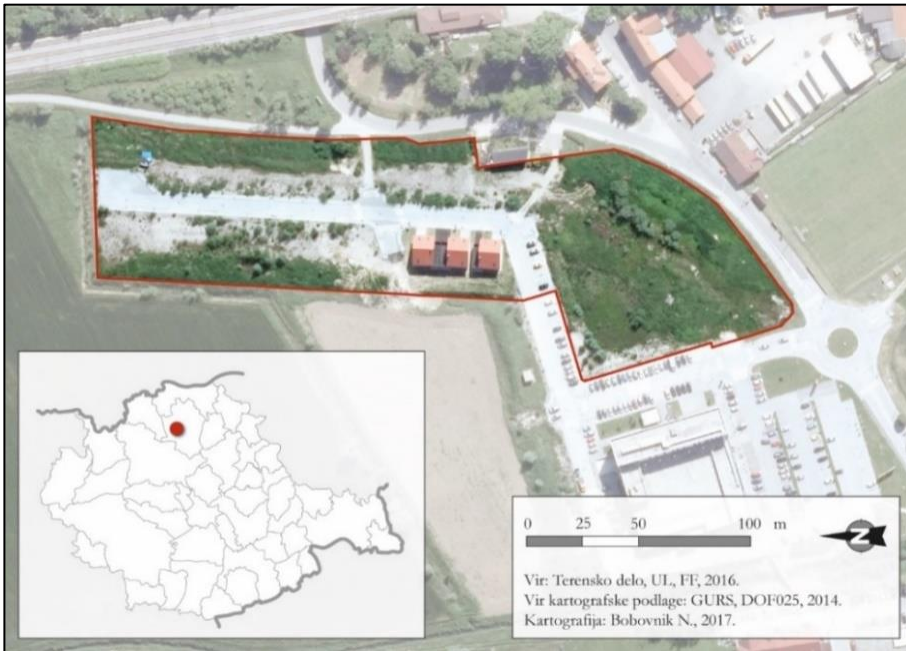 0 25 50 100 m
Z
Vir: Terensko delo, UL, FF, 2016.
Vir kartografske podlage: GURS, DOF025, 2014.
Kartografija: Bobovnik N., 2017.